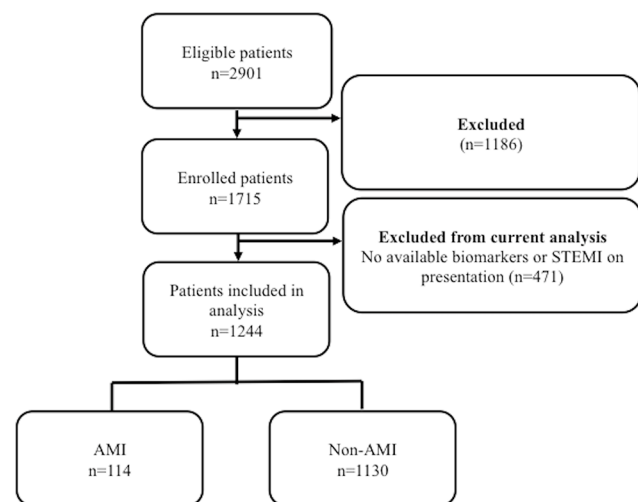 Eligible patients
n=2901
Excluded
(n=1186)
Enrolled patients
n=1715
Excluded from current analysis
No available biomarkers or STEMI on
presentation (n=471)
Patients included in
analysis
n=1244
AMI
n=114
Non-AMI
n=1130